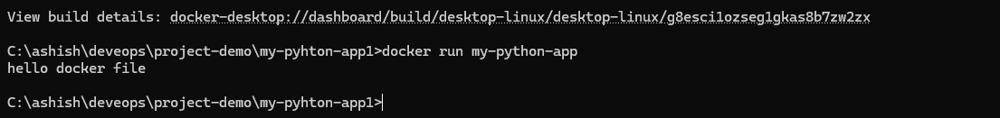 View build details: docker-desktop://dashboard/build/desktop-linux/desktop-linux/g8esci1ozseg1gkas8b7zw2zx
C:\ashish\deveops\project-demo\my-pyhton-app1>docker run my-python-app
hello docker file
C:\ashish\deveops\project-demo\my-pyhton-app1>